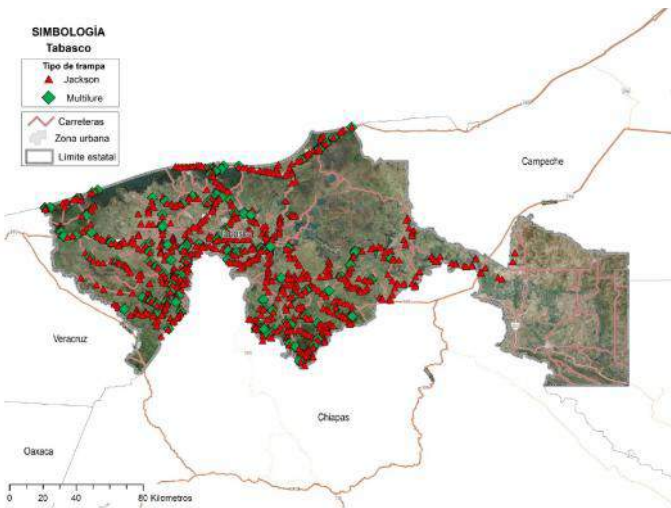 SIMBOLOGÍA
Tabasco
Tipo de trampa
Jackson
Multilure
Carreteras
Zona urbana
Límite estatal
Campeche
Veracruz
Chiapas
Oaxaca
0 20 40 80 Kilometros